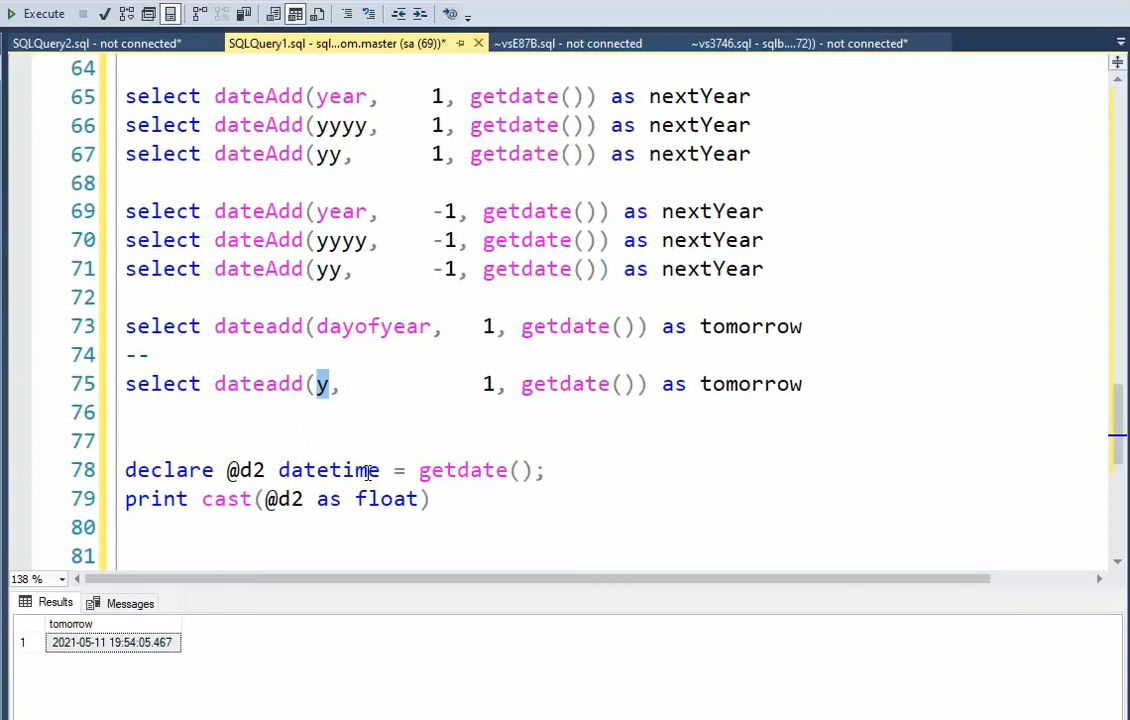 Execute
SQLQuery2.sql - not connected*
SQLQuery1.sql - sql...om.master (sa (69))*
~vsE87B.sql - not connected
~vs3746.sql - sqlb....72)) - not connected*
64
65 select dateAdd(year, 1, getdate()) as nextYear
66 select dateAdd(yyyy, 1, getdate()) as nextYear
67 select dateAdd(yy, 1, getdate()) as nextYear
68
69 select dateAdd(year, -1, getdate()) as nextYear
70 select dateAdd(yyyy, -1, getdate()) as nextYear
71 select dateAdd(yy, -1, getdate()) as nextYear
72
73 select dateadd(dayofyear, 1, getdate()) as tomorrow
74 --
75 select dateadd(y, 1, getdate()) as tomorrow
76
77
78 declare @d2 datetime = getdate();
79 print cast(@d2 as float)
80
81
138 %
Results
Messages
tomorrow
1 2021-05-11 19:54:05.467